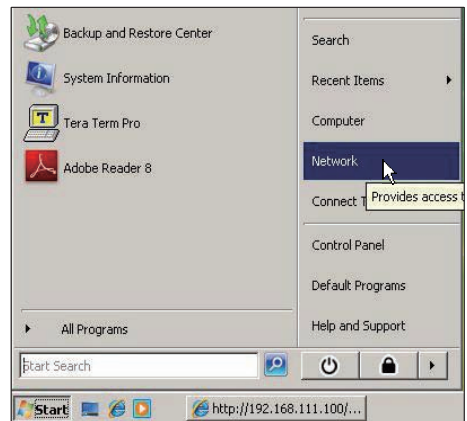 Backup and Restore Center
System Information
Tera Term Pro
Adobe Reader 8
All Programs
Start Search
Search
Recent Items
Computer
Network
Connect T
Provides access t
Control Panel
Default Programs
Help and Support
Start
http://192.168.111.100/...